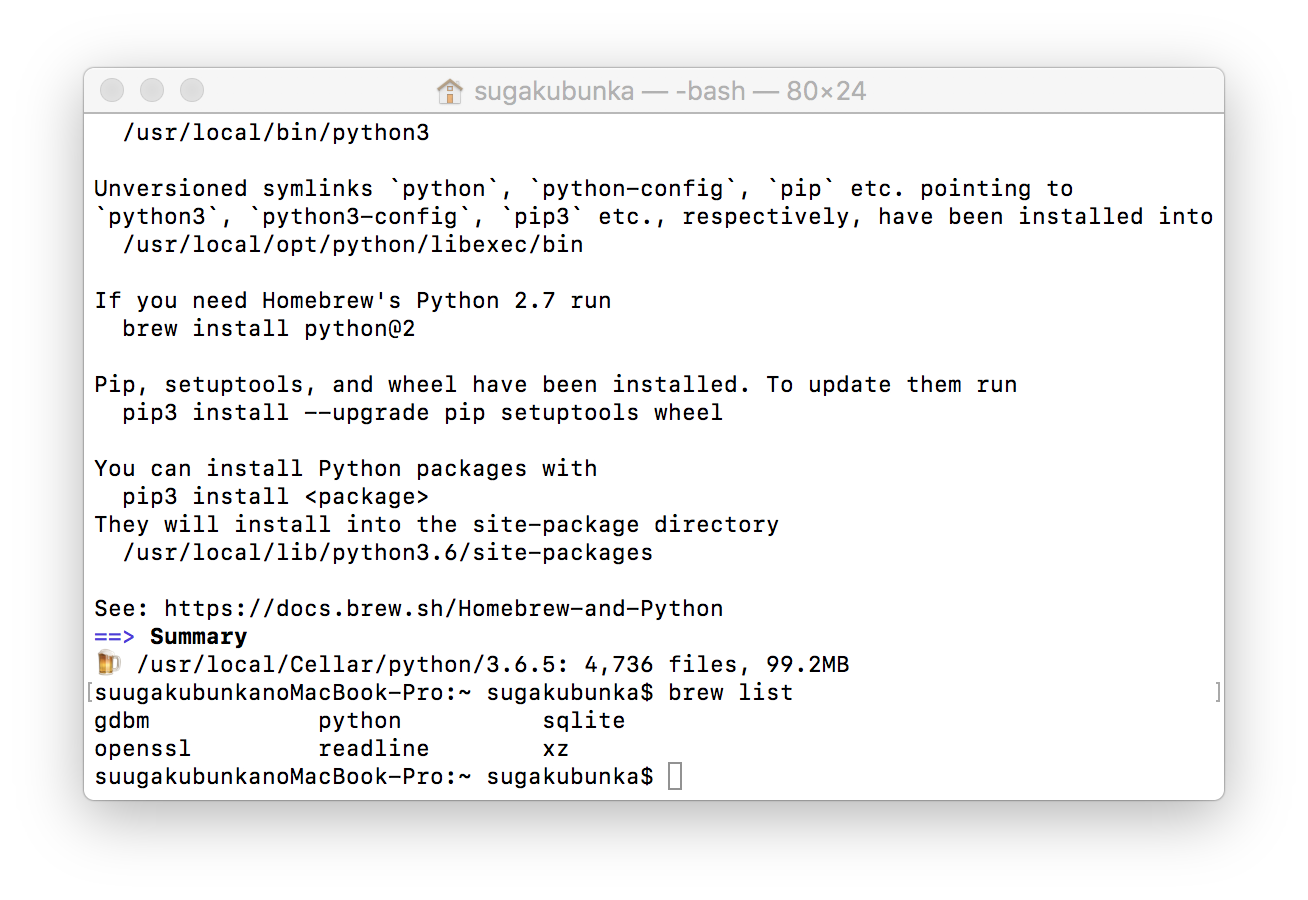 sugakubunka — -bash — 80×24
/usr/local/bin/python3
Unversioned symlinks `python`, `python-config`, `pip` etc. pointing to
`python3`, `python3-config`, `pip3` etc., respectively, have been installed into
/usr/local/opt/python/libexec/bin
If you need Homebrew's Python 2.7 run
brew install python@2
Pip, setuptools, and wheel have been installed. To update them run
pip3 install --upgrade pip setuptools wheel
You can install Python packages with
pip3 install <package>
They will install into the site-package directory
/usr/local/lib/python3.6/site-packages
See: https://docs.brew.sh/Homebrew-and-Python
==> Summary
🍺 /usr/local/Cellar/python/3.6.5: 4,736 files, 99.2MB
[suugakubunkanoMacBook-Pro:~ sugakubunka$ brew list ]
gdbm python sqlite
openssl readline xz
suugakubunkanoMacBook-Pro:~ sugakubunka$